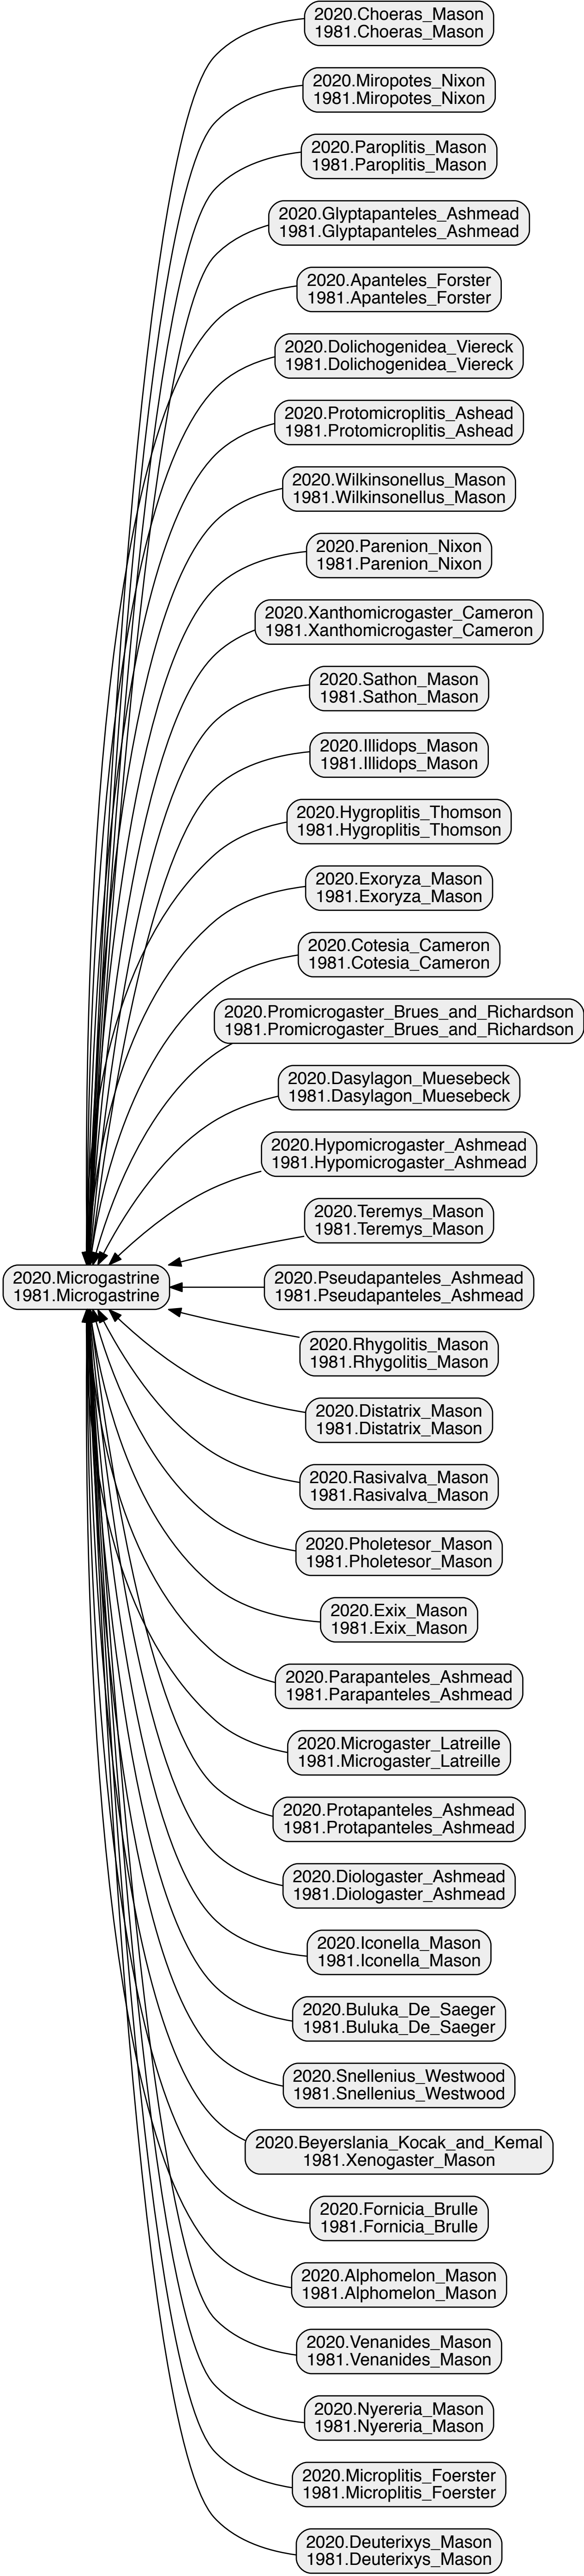 2020.Choeras_Mason
1981.Choeras_Mason
2020.Miropotes_Nixon
1981.Miropotes_Nixon
2020.Paroplitis_Mason
1981.Paroplitis_Mason
2020.Glyptapanteles_Ashmead
1981.Glyptapanteles_Ashmead
2020.Apanteles_Forster
1981.Apanteles_Forster
2020.Dolichogenidea_Viereck
1981.Dolichogenidea_Viereck
2020.Protomicroplitis_Ashead
1981.Protomicroplitis_Ashead
2020.Wilkinsonellus_Mason
1981.Wilkinsonellus_Mason
2020.Parenion_Nixon
1981.Parenion_Nixon
2020.Xanthomicrogaster_Cameron
1981.Xanthomicrogaster_Cameron
2020.Sathon_Mason
1981.Sathon_Mason
2020.Illidops_Mason
1981.Illidops_Mason
2020.Hygroplitis_Thomson
1981.Hygroplitis_Thomson
2020.Exoryza_Mason
1981.Exoryza_Mason
2020.Cotesia_Cameron
1981.Cotesia_Cameron
2020.Promicrogaster_Brues_and_Richardson
1981.Promicrogaster_Brues_and_Richardson
2020.Dasylagon_Muesebeck
1981.Dasylagon_Muesebeck
2020.Hypomicrogaster_Ashmead
1981.Hypomicrogaster_Ashmead
2020.Teremys_Mason
1981.Teremys_Mason
2020.Microgastrine
1981.Microgastrine
2020.Pseudapanteles_Ashmead
1981.Pseudapanteles_Ashmead
2020.Rhygolitis_Mason
1981.Rhygolitis_Mason
2020.Distatrix_Mason
1981.Distatrix_Mason
2020.Rasivalva_Mason
1981.Rasivalva_Mason
2020.Pholetesor_Mason
1981.Pholetesor_Mason
2020.Exix_Mason
1981.Exix_Mason
2020.Parapanteles_Ashmead
1981.Parapanteles_Ashmead
2020.Microgaster_Latreille
1981.Microgaster_Latreille
2020.Protapanteles_Ashmead
1981.Protapanteles_Ashmead
2020.Diologaster_Ashmead
1981.Diologaster_Ashmead
2020.Iconella_Mason
1981.Iconella_Mason
2020.Buluka_De_Saeger
1981.Buluka_De_Saeger
2020.Snellenius_Westwood
1981.Snellenius_Westwood
2020.Beyerslania_Kocak_and_Kemal
1981.Xenogaster_Mason
2020.Fornicia_Brulle
1981.Fornicia_Brulle
2020.Alphomelon_Mason
1981.Alphomelon_Mason
2020.Venanides_Mason
1981.Venanides_Mason
2020.Nyereria_Mason
1981.Nyereria_Mason
2020.Microplitis_Foerster
1981.Microplitis_Foerster
2020.Deuterixys_Mason
1981.Deuterixys_Mason